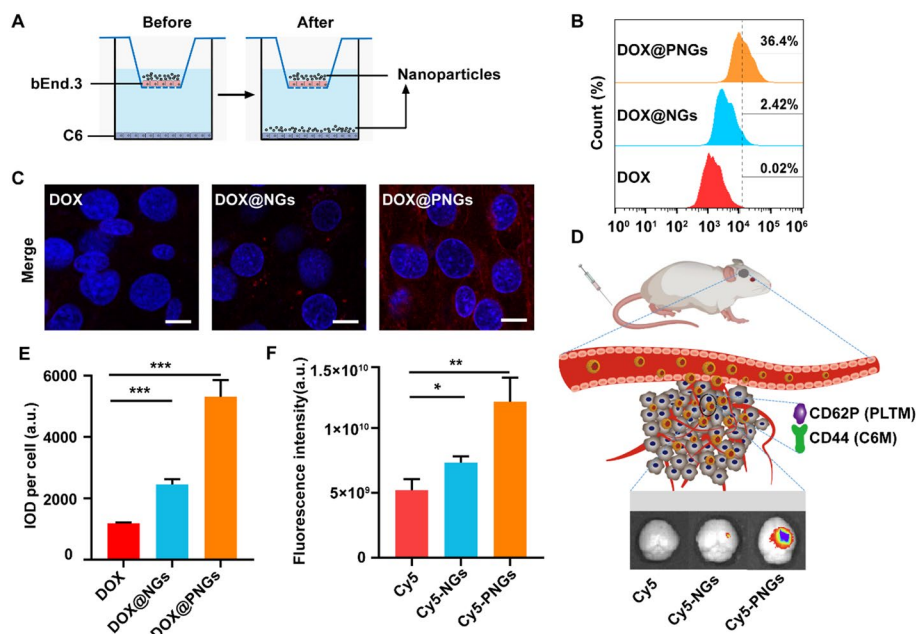 A
Before
After
bEnd.3
Nanoparticles
C6
B
Count (%)
DOX@PNGs
36.4%
DOX@NGs
2.42%
DOX
0.02%
10⁰ 10¹ 10² 10³ 10⁴ 10⁵ 10⁶
C
Merge
DOX
DOX@NGs
DOX@PNGs
D
CD62P (PLTM)
CD44 (C6M)
Cy5
Cy5-NGs
Cy5-PNGs
E
IOD per cell (a.u.)
6000
4000
2000
0
***
***
DOX
DOX@NGs
DOX@PNGs
F
Fluorescence intensity(a.u.)
1.5×10¹⁰
1×10¹⁰
5×10⁹
0
**
*
Cy5
Cy5-NGs
Cy5-PNGs